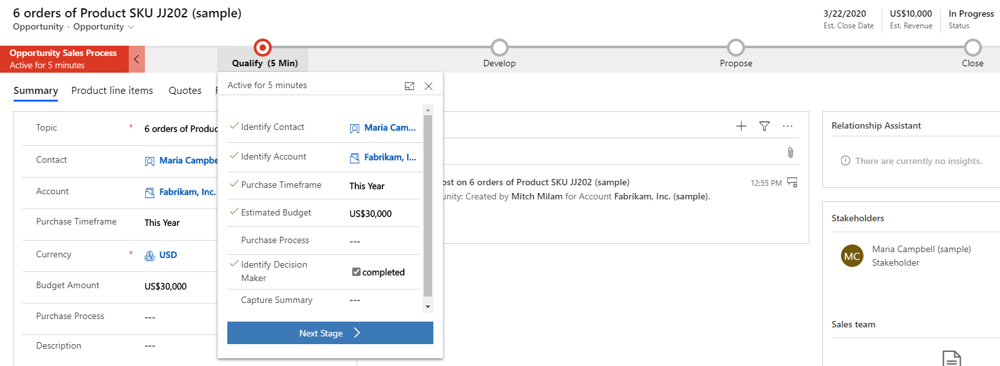 6 orders of Product SKU JJ202 (sample)
Opportunity · Opportunity
3/22/2020
Est. Close Date
US$10,000
Est. Revenue
In Progress
Status
Opportunity Sales Process
Active for 5 minutes
Qualify (5 Min)
Develop
Propose
Close
Summary
Product line items
Quotes
Active for 5 minutes
Identify Contact
Maria Cam...
Identify Account
Fabrikam, I...
Purchase Timeframe
This Year
Estimated Budget
US$30,000
Purchase Process
---
Identify Decision
Maker
completed
Capture Summary
---
Next Stage
Topic
*
6 orders of Produc
Contact
Maria Campbe
Account
Fabrikam, Inc.
Purchase Timeframe
This Year
Currency
*
USD
Budget Amount
US$30,000
Purchase Process
---
Description
---
ost on 6 orders of Product SKU JJ202 (sample)
12:55 PM
unity: Created by Mitch Milam for Account Fabrikam, Inc. (sample).
Relationship Assistant
There are currently no insights.
Stakeholders
MC
Maria Campbell (sample)
Stakeholder
Sales team